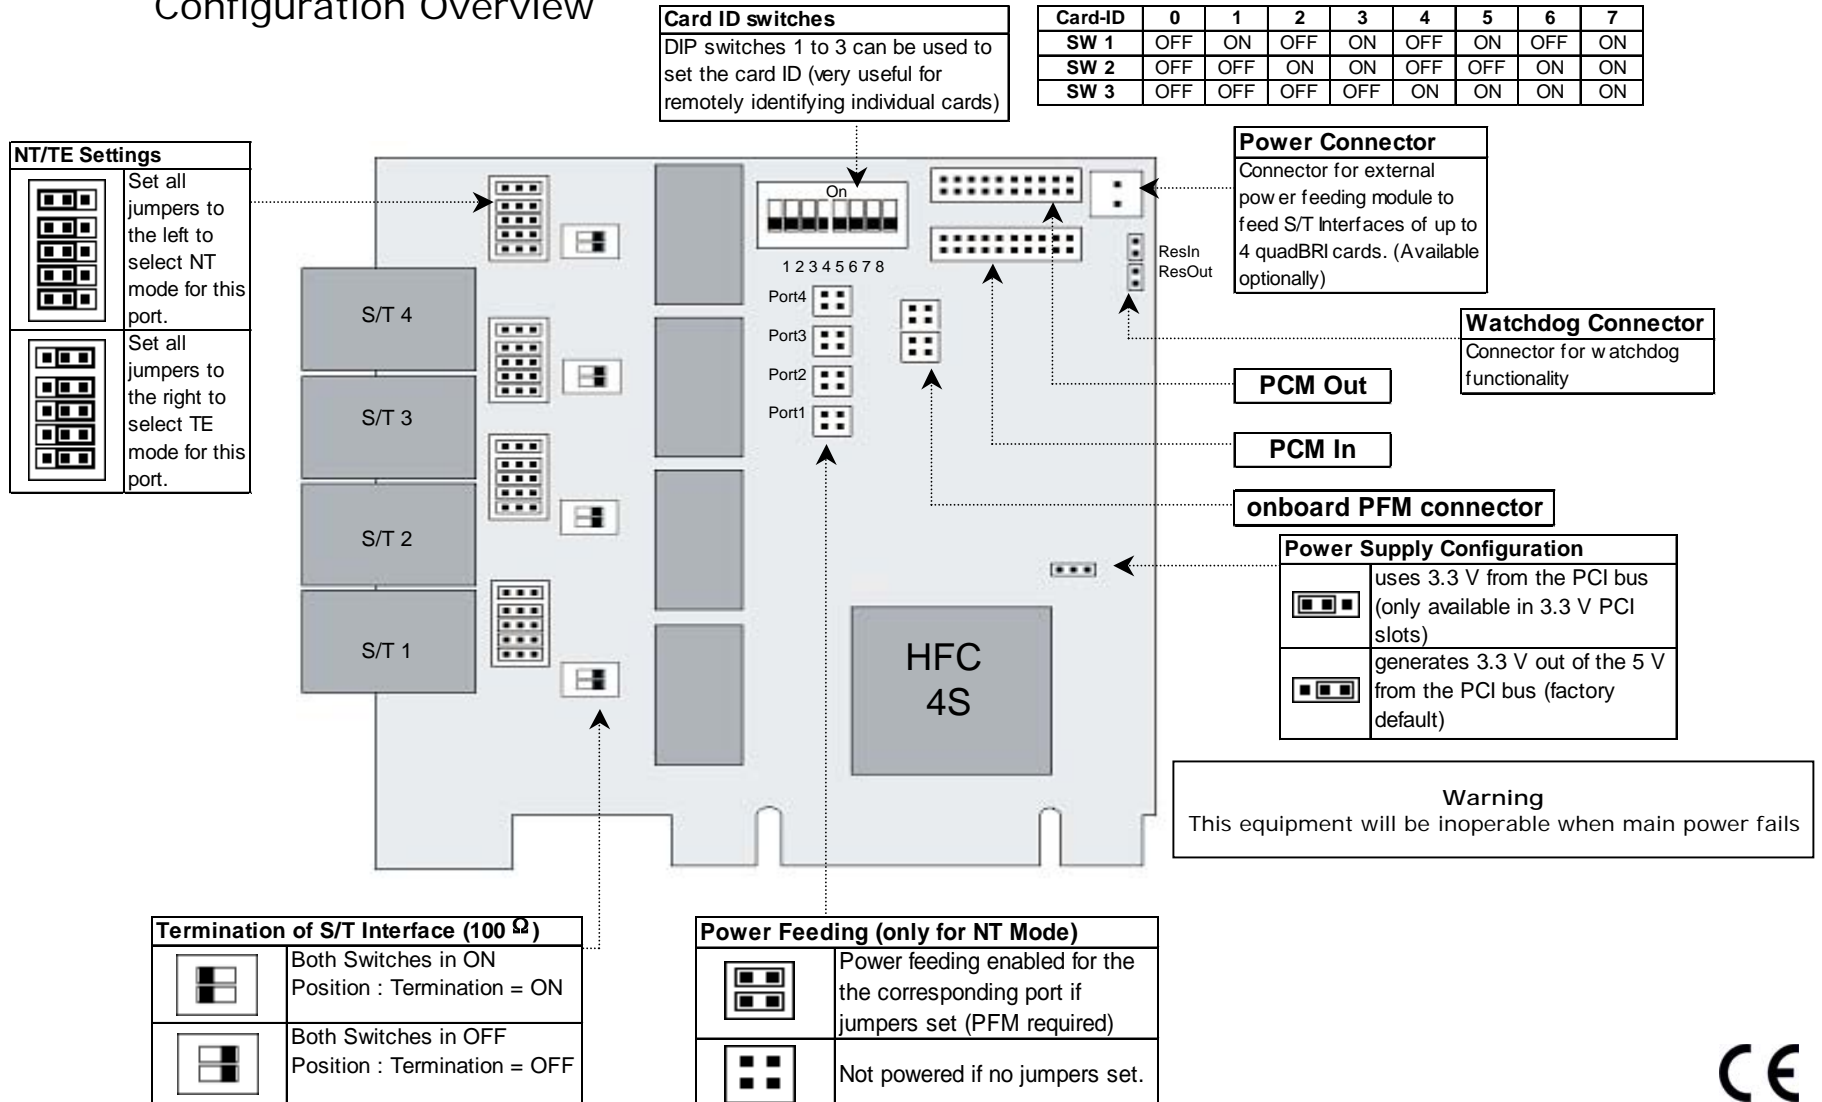 Configuration Overview
Card ID switches
DIP switches 1 to 3 can be used to
set the card ID (very useful for
remotely identifying individual cards)
Card-ID 0 1 2 3 4 5 6 7
SW 1 OFF ON OFF ON OFF ON OFF ON
SW 2 OFF OFF ON ON OFF OFF ON ON
SW 3 OFF OFF OFF OFF ON ON ON ON
NT/TE Settings
Set all
jumpers to
the left to
select NT
mode for this
port.
Set all
jumpers to
the right to
select TE
mode for this
port.
Power Connector
Connector for external
power feeding module to
feed S/T Interfaces of up to
4 quadBRI cards. (Available
optionally)
On
1 2 3 4 5 6 7 8
ResIn
ResOut
Port4
Port3
Port2
Port1
S/T 4
S/T 3
S/T 2
S/T 1
HFC
4S
Watchdog Connector
Connector for watchdog
functionality
PCM Out
PCM In
onboard PFM connector
Power Supply Configuration
uses 3.3 V from the PCI bus
(only available in 3.3 V PCI
slots)
generates 3.3 V out of the 5 V
from the PCI bus (factory
default)
Warning
This equipment will be inoperable when main power fails
Termination of S/T Interface (100 Ω)
Both Switches in ON
Position : Termination = ON
Both Switches in OFF
Position : Termination = OFF
Power Feeding (only for NT Mode)
Power feeding enabled for the
the corresponding port if
jumpers set (PFM required)
Not powered if no jumpers set.
CE